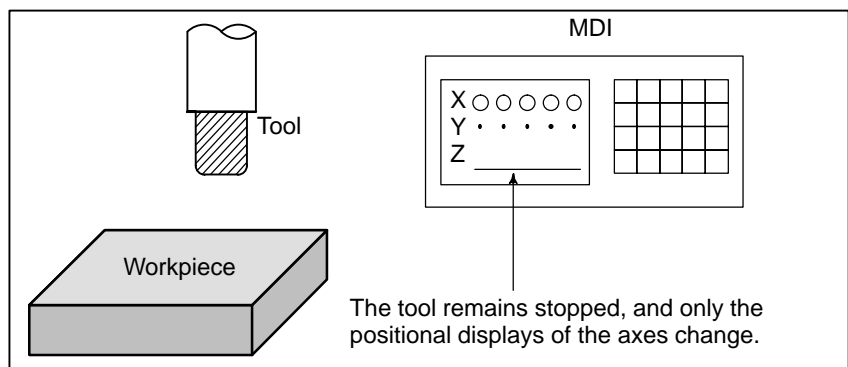 MDI
Tool
X
Y
Z
Workpiece
The tool remains stopped, and only the
positional displays of the axes change.